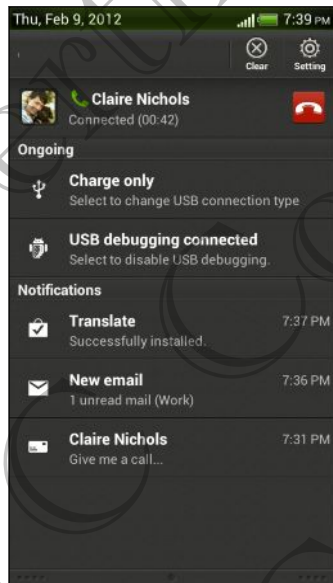 Thu, Feb 9, 2012 7:39 PM
Clear Setting
Claire Nichols
Connected (00:42)
Ongoing
Charge only
Select to change USB connection type
USB debugging connected
Select to disable USB debugging.
Notifications
Translate 7:37 PM
Successfully installed.
New email 7:36 PM
1 unread mail (Work)
Claire Nichols 7:31 PM
Give me a call...